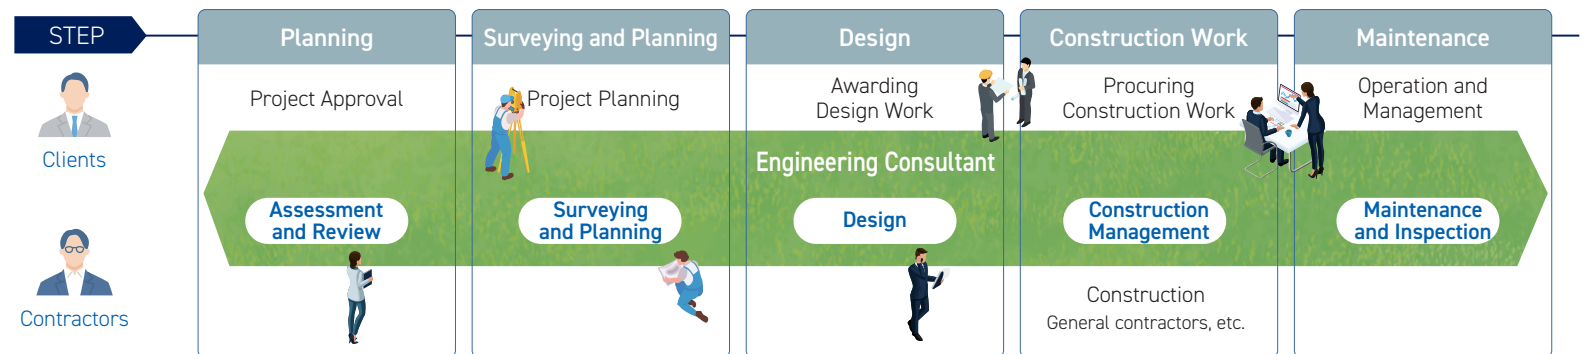 STEP
Planning
Surveying and Planning
Design
Construction Work
Maintenance
Clients
Project Approval
Project Planning
Awarding
Design Work
Procuring
Construction Work
Operation and
Management
Engineering Consultant
Assessment
and Review
Surveying
and Planning
Design
Construction
Management
Maintenance
and Inspection
Contractors
Construction
General contractors, etc.